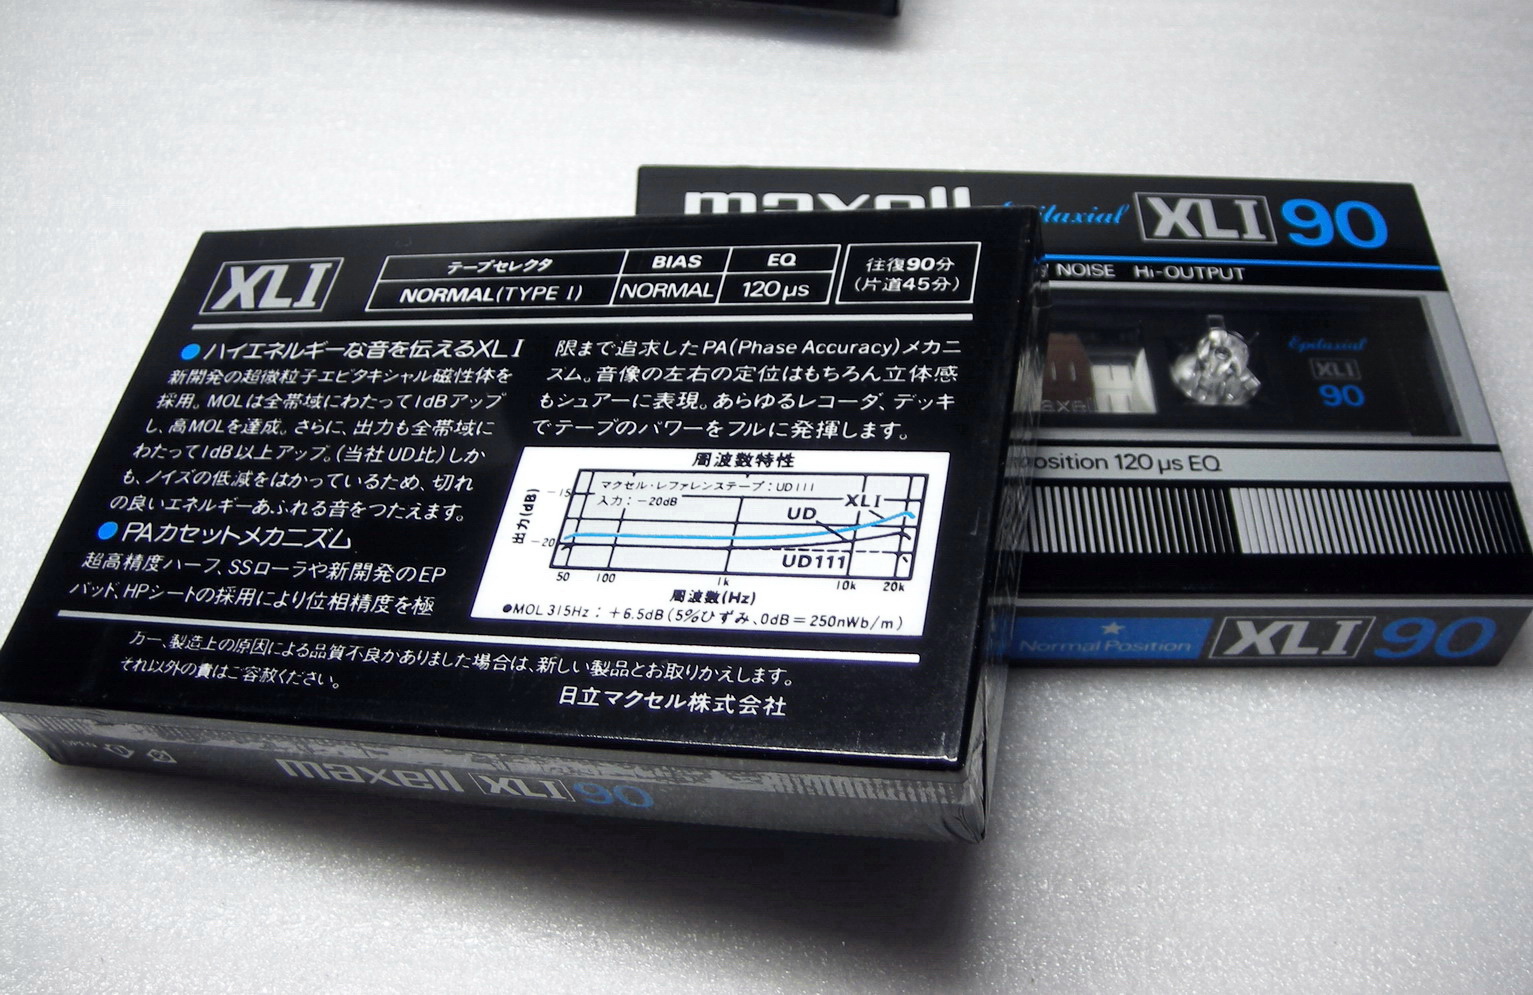 maxell Epitaxial XLI 90
NOISE Hi-OUTPUT
Epitaxial
XLI
90
position 120 μs EQ
Normal Position XLI 90
XLI
テープセレクタ BIAS EQ
NORMAL(TYPE I) NORMAL 120μs
往復90分
(片道45分)
●ハイエネルギーな音を伝えるXLI
新開発の超微粒子エピタキシャル磁性体を
採用。MOLは全帯域にわたって1dBアップ
し、高MOLを達成。さらに、出力も全帯域に
わたって1dB以上アップ。(当社UD比)しか
も、ノイズの低減をはかっているため、切れ
の良いエネルギーあふれる音をつたえます。
●PAカセットメカニズム
超高精度ハーフ、SSローラや新開発のEP
パッド、HPシートの採用により位相精度を極
限まで追求したPA(Phase Accuracy)メカニ
ズム。音像の左右の定位はもちろん立体感
もシュアーに表現。あらゆるレコーダ、デッキ
でテープのパワーをフルに発揮します。
周波数特性
マクセル・レファレンステープ:UD111
入力:−20dB
出力(dB)
−15
−20
XLI
UD
UD111
50 100 1k 10k 20k
周波数(Hz)
●MOL 315Hz:+6.5dB(5%ひずみ、0dB=250nWb/m)
万一、製造上の原因による品質不良がありました場合は、新しい製品とお取りかえします。
それ以外の責はご容赦ください。
日立マクセル株式会社
maxell XLI 90